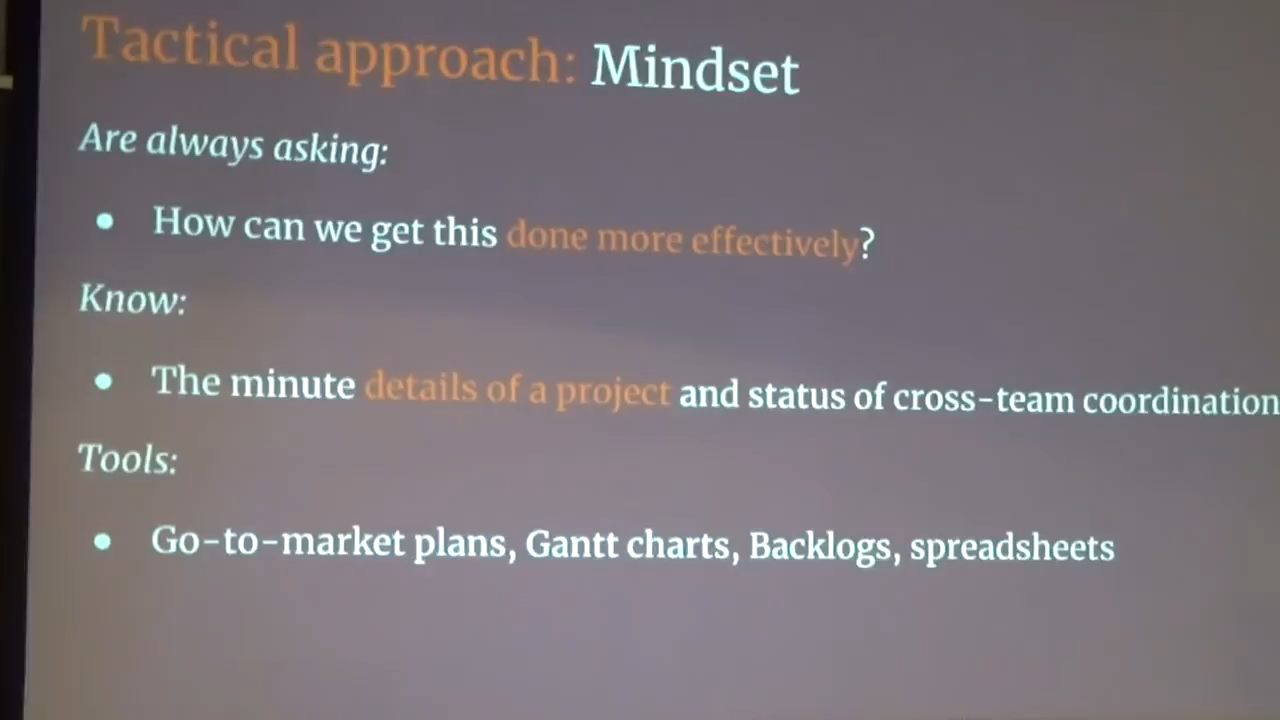 Tactical approach: Mindset
Are always asking:
● How can we get this done more effectively?
Know:
● The minute details of a project and status of cross-team coordination
Tools:
● Go-to-market plans, Gantt charts, Backlogs, spreadsheets